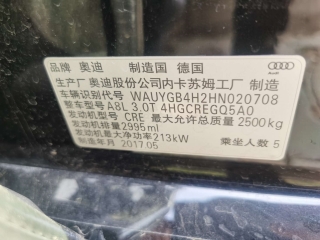 品牌 奥迪 制造国 德国
生产厂 奥迪股份公司内卡苏姆工厂 制造
车辆识别代号 WAUYGB4H2HN020708
整车型号 A8L 3.0T 4HGCREGQ5A0
发动机型号 CRE 最大允许总质量 2500kg
发动机排量 2995ml
最大净功率 213kW
制造年月 2017.05 乘坐人数 5
Audi